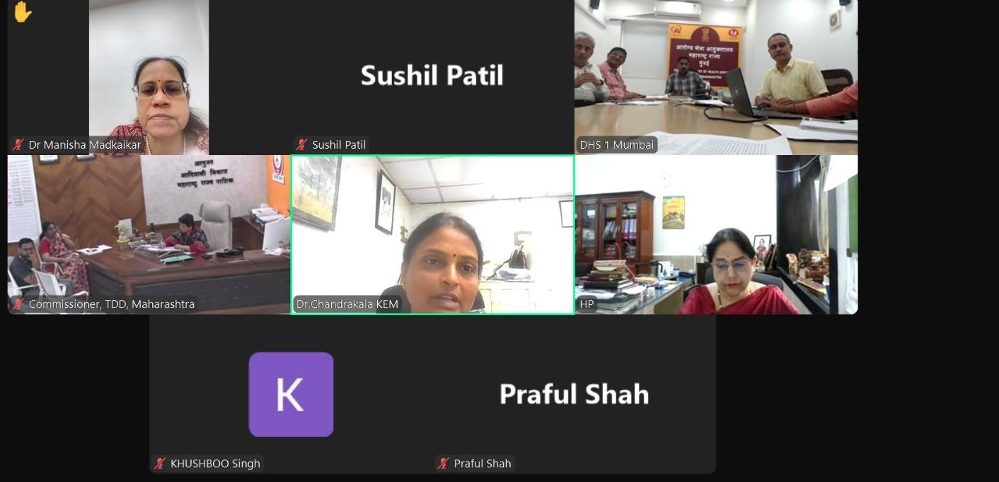 Sushil Patil
Dr Manisha Madkaikar
Sushil Patil
आरोग्य सेवा आयुक्तालय
महाराष्ट्र राज्य
मुंबई
DHS 1 Mumbai
आयुक्त
आदिवासी विकास
महाराष्ट्र राज्य नाशिक
Commissioner, TDD, Maharashtra
Dr.Chandrakala KEM
HP
K
Praful Shah
KHUSHBOO Singh
Praful Shah